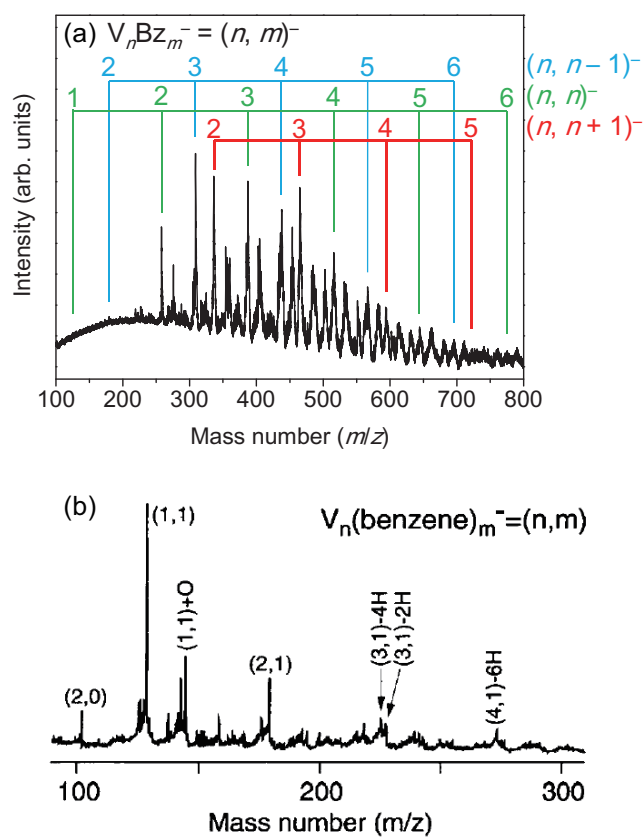 (a) VₙBzₘ⁻ = (n, m)⁻
2 3 4 5 6 (n, n − 1)⁻
1 2 3 4 5 6 (n, n)⁻
2 3 4 5 (n, n + 1)⁻
Intensity (arb. units)
100 200 300 400 500 600 700 800
Mass number (m/z)
(b) Vₙ(benzene)ₘ⁻=(n,m)
(2,0)
(1,1)
(1,1)+O
(2,1)
(3,1)-4H
(3,1)-2H
(4,1)-6H
100 200 300
Mass number (m/z)